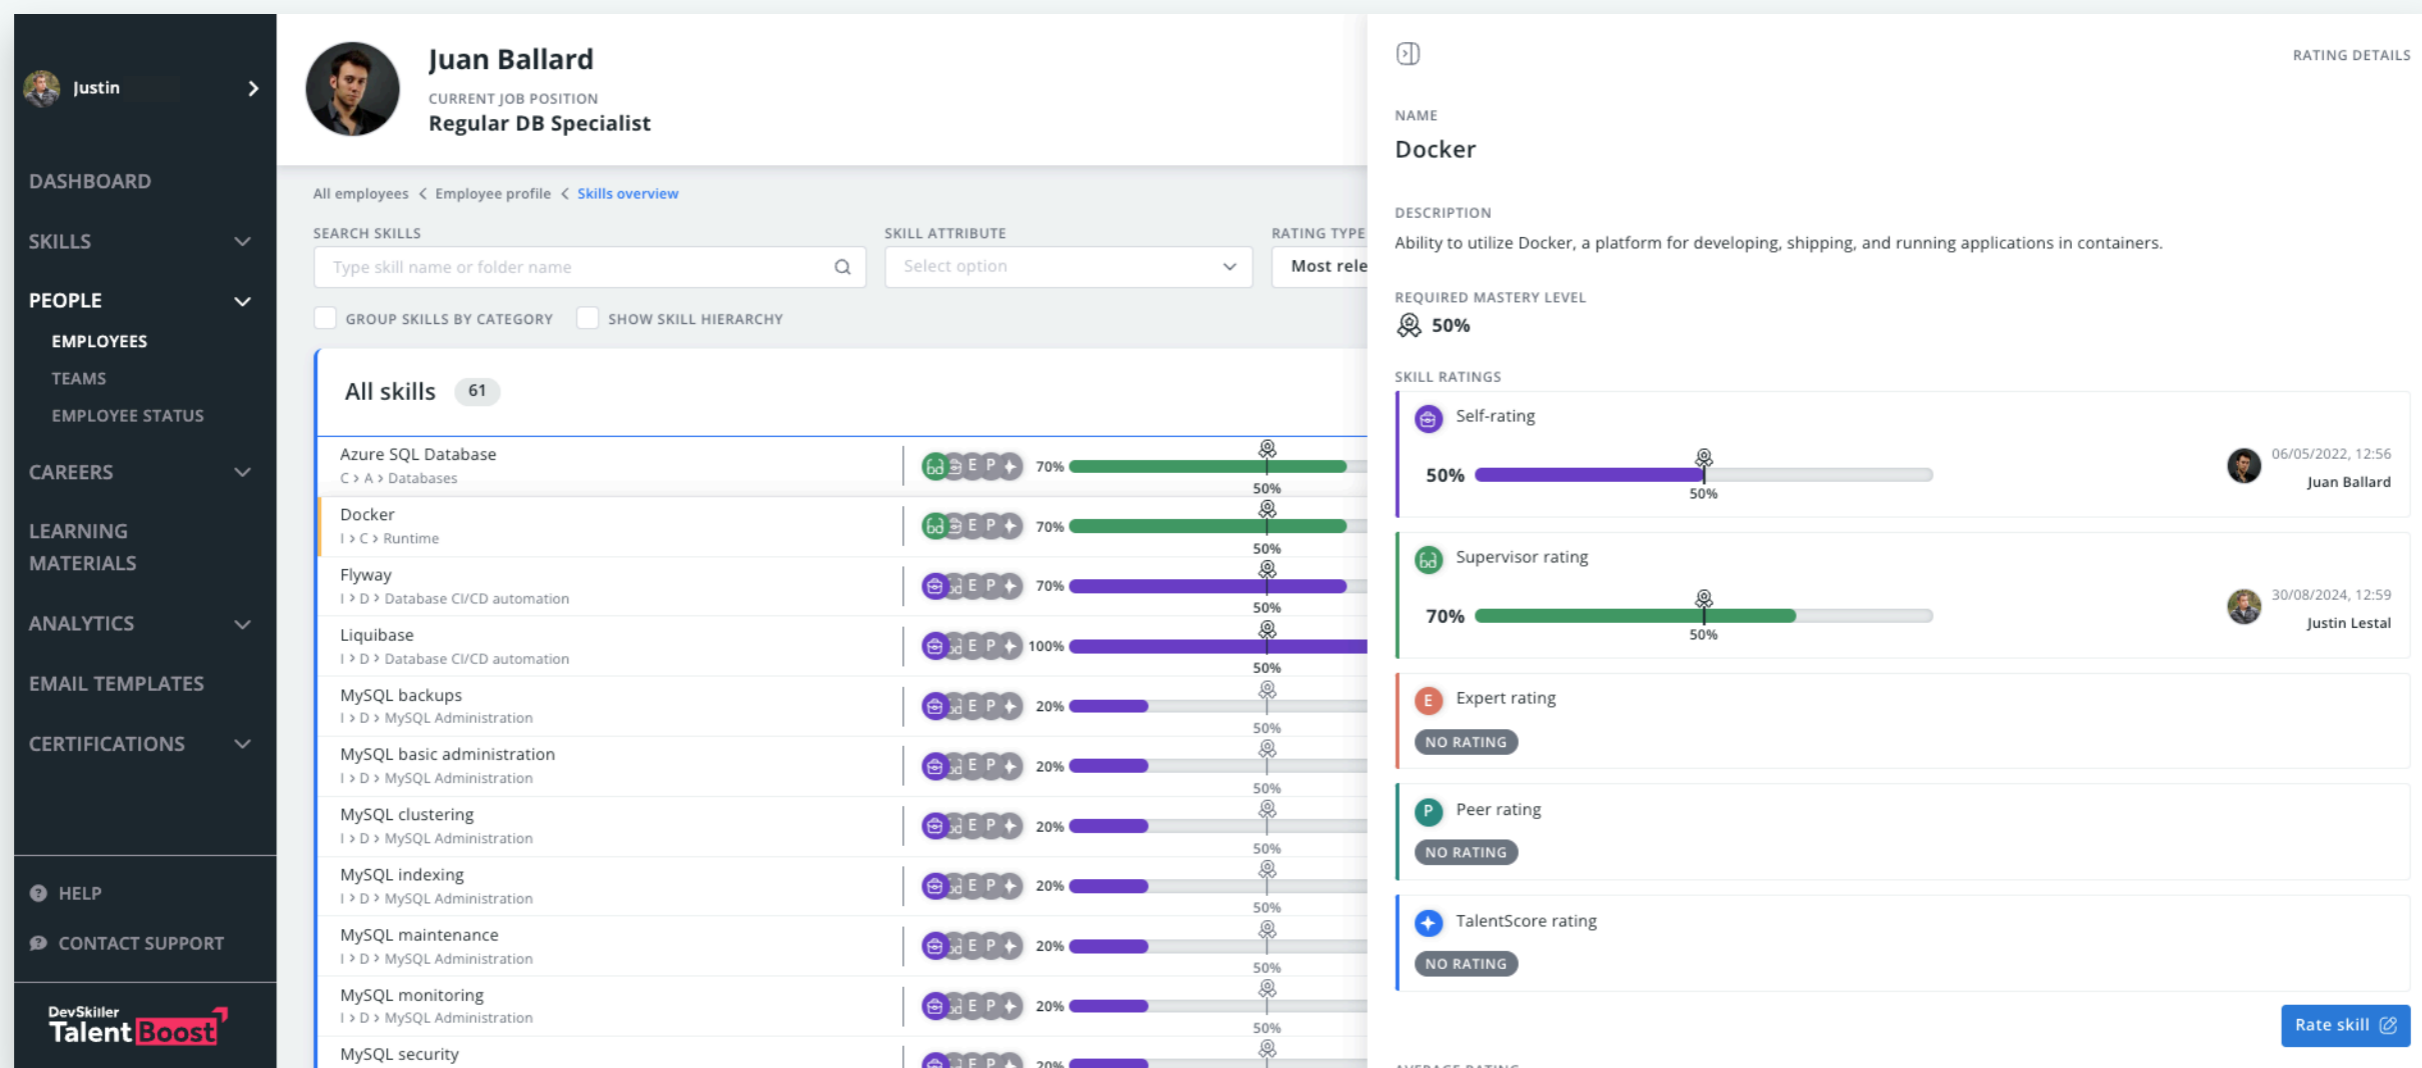 Justin
DASHBOARD
SKILLS
PEOPLE
EMPLOYEES
TEAMS
EMPLOYEE STATUS
CAREERS
LEARNING
MATERIALS
ANALYTICS
EMAIL TEMPLATES
CERTIFICATIONS
HELP
CONTACT SUPPORT
DevSkiller
TalentBoost
Juan Ballard
CURRENT JOB POSITION
Regular DB Specialist
All employees < Employee profile < Skills overview
SEARCH SKILLS
Type skill name or folder name
SKILL ATTRIBUTE
Select option
RATING TYPE
Most rele
GROUP SKILLS BY CATEGORY
SHOW SKILL HIERARCHY
All skills 61
Azure SQL Database
C > A > Databases
E P 70%
50%
Docker
I > C > Runtime
E P 70%
50%
Flyway
I > D > Database CI/CD automation
E P 70%
50%
Liquibase
I > D > Database CI/CD automation
E P 100%
50%
MySQL backups
I > D > MySQL Administration
E P 20%
50%
MySQL basic administration
I > D > MySQL Administration
E P 20%
50%
MySQL clustering
I > D > MySQL Administration
E P 20%
50%
MySQL indexing
I > D > MySQL Administration
E P 20%
50%
MySQL maintenance
I > D > MySQL Administration
E P 20%
50%
MySQL monitoring
I > D > MySQL Administration
E P 20%
50%
MySQL security
E P 20%
RATING DETAILS
NAME
Docker
DESCRIPTION
Ability to utilize Docker, a platform for developing, shipping, and running applications in containers.
REQUIRED MASTERY LEVEL
50%
SKILL RATINGS
Self-rating
50%
50%
06/05/2022, 12:56
Juan Ballard
Supervisor rating
70%
50%
30/08/2024, 12:59
Justin Lestal
E Expert rating
NO RATING
P Peer rating
NO RATING
TalentScore rating
NO RATING
Rate skill
AVERAGE RATING